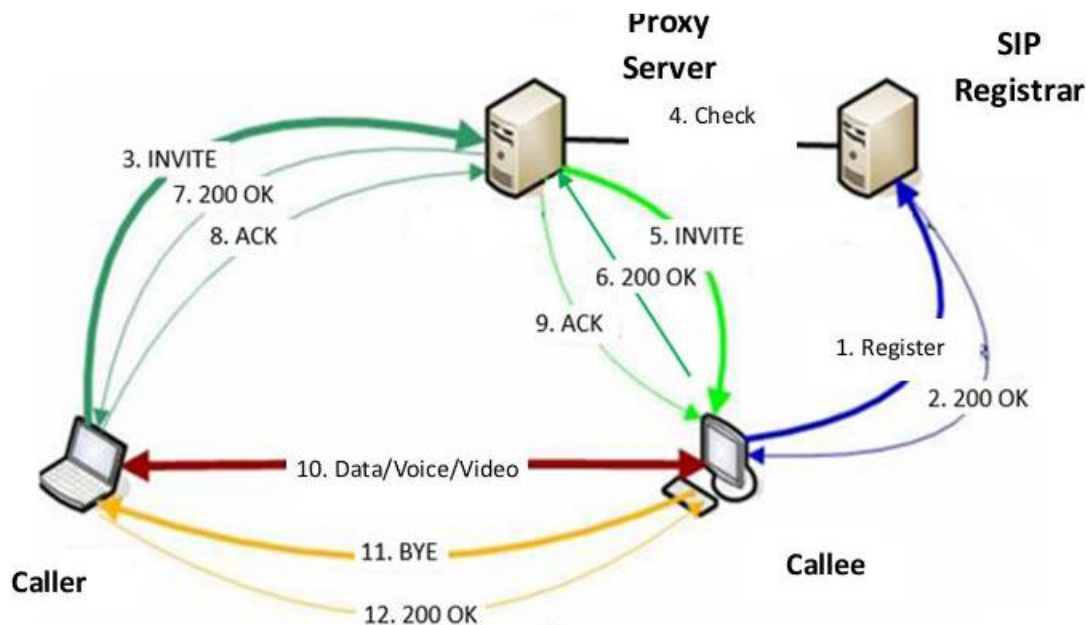 Proxy
Server
SIP
Registrar
4. Check
3. INVITE
7. 200 OK
8. ACK
5. INVITE
6. 200 OK
9. ACK
1. Register
2. 200 OK
10. Data/Voice/Video
11. BYE
Callee
Caller
12. 200 OK